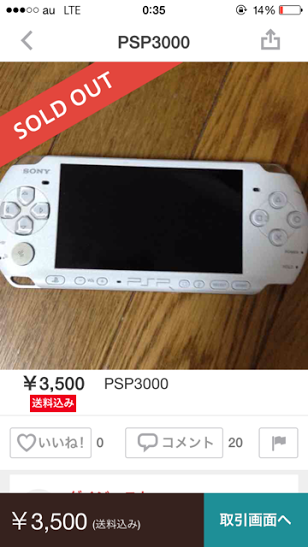 au LTE 0:35 14%
PSP3000
SOLD OUT
SONY
PSP
¥3,500 PSP3000
送料込み
いいね! 0 コメント 20
¥3,500 (送料込み) 取引画面へ